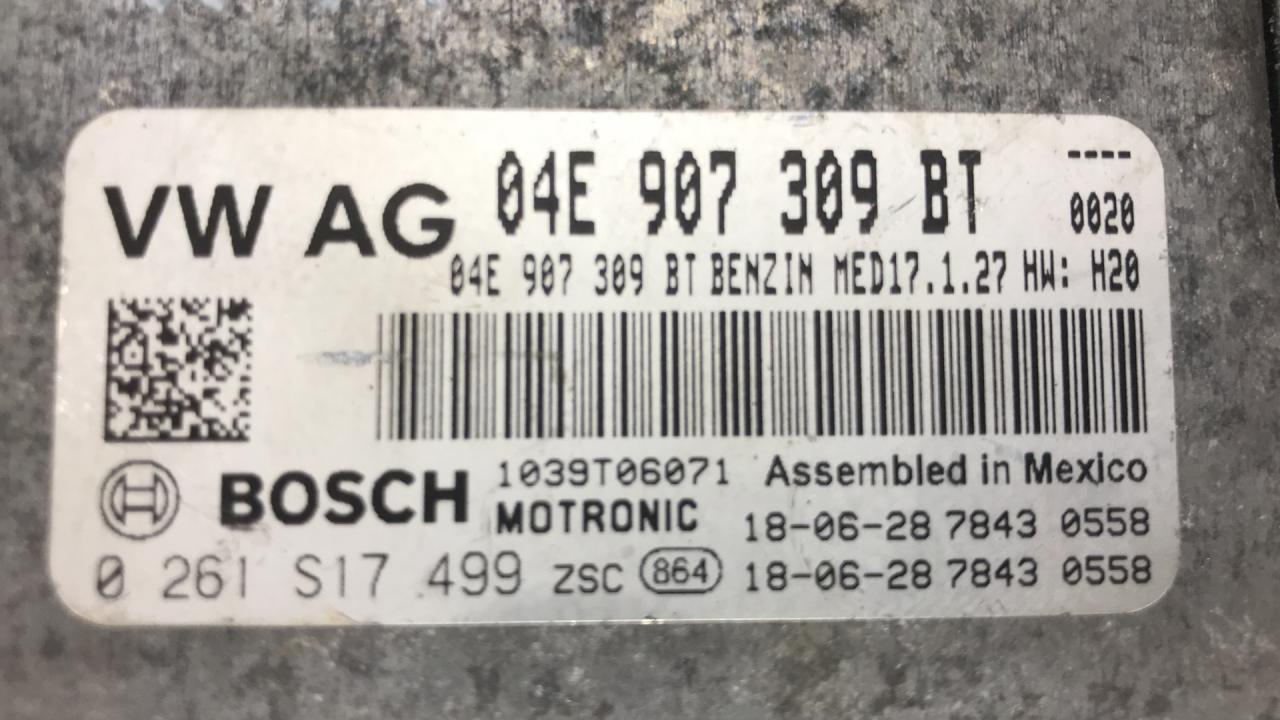 VW AG 04E 907 309 BT ----
0020
04E 907 309 BT BENZIN MED17.1.27 HW: H20
BOSCH 1039T06071 Assembled in Mexico
MOTRONIC 18-06-28 7843 0558
0 261 S17 499 ZSC 864 18-06-28 7843 0558